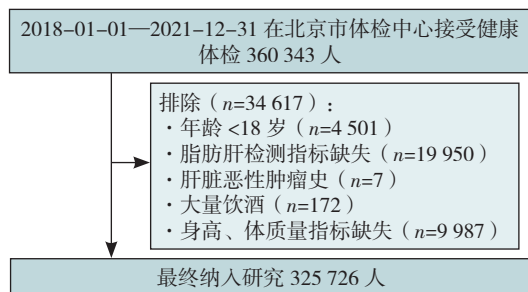 2018-01-01—2021-12-31 在北京市体检中心接受健康
体检 360 343 人
排除（n=34 617）：
·年龄 <18 岁（n=4 501）
·脂肪肝检测指标缺失（n=19 950）
·肝脏恶性肿瘤史（n=7）
·大量饮酒（n=172）
·身高、体质量指标缺失（n=9 987）
最终纳入研究 325 726 人